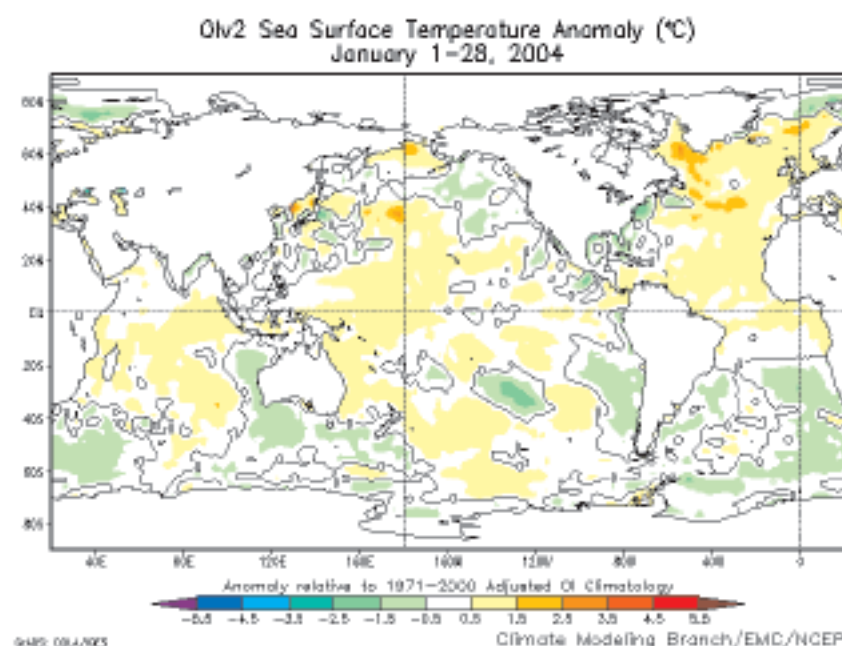 OIv2 Sea Surface Temperature Anomaly (°C)
January 1-28, 2004
80N
60N
40N
20N
EQ
20S
40S
60S
80S
40E 80E 120E 160E 160W 120W 80W 40W 0
Anomaly relative to 1971-2000 Adjusted OI Climatology
-5.5 -4.5 -3.5 -2.5 -1.5 -0.5 0.5 1.5 2.5 3.5 4.5 5.5
Climate Modeling Branch/EMC/NCEP